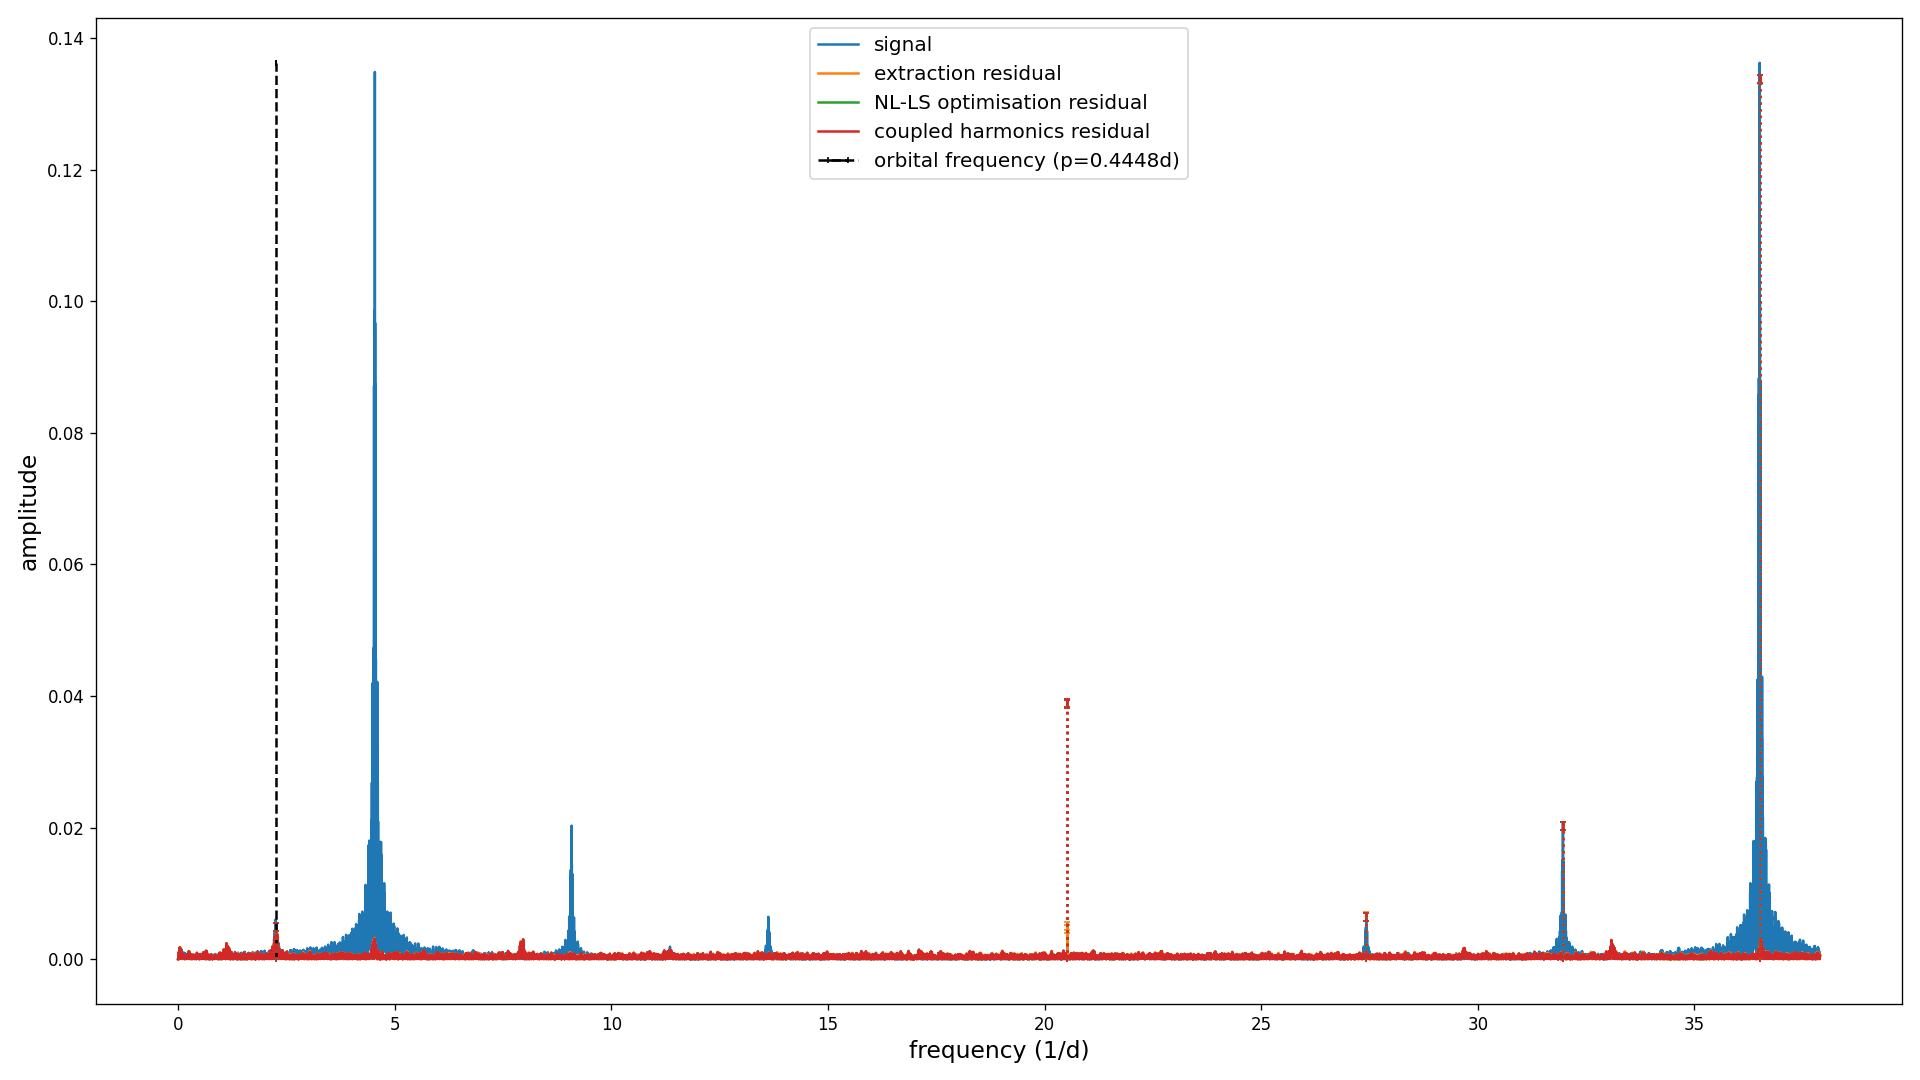 signal
extraction residual
NL-LS optimisation residual
coupled harmonics residual
orbital frequency (p=0.4448d)
amplitude
0.14
0.12
0.10
0.08
0.06
0.04
0.02
0.00
0 5 10 15 20 25 30 35
frequency (1/d)